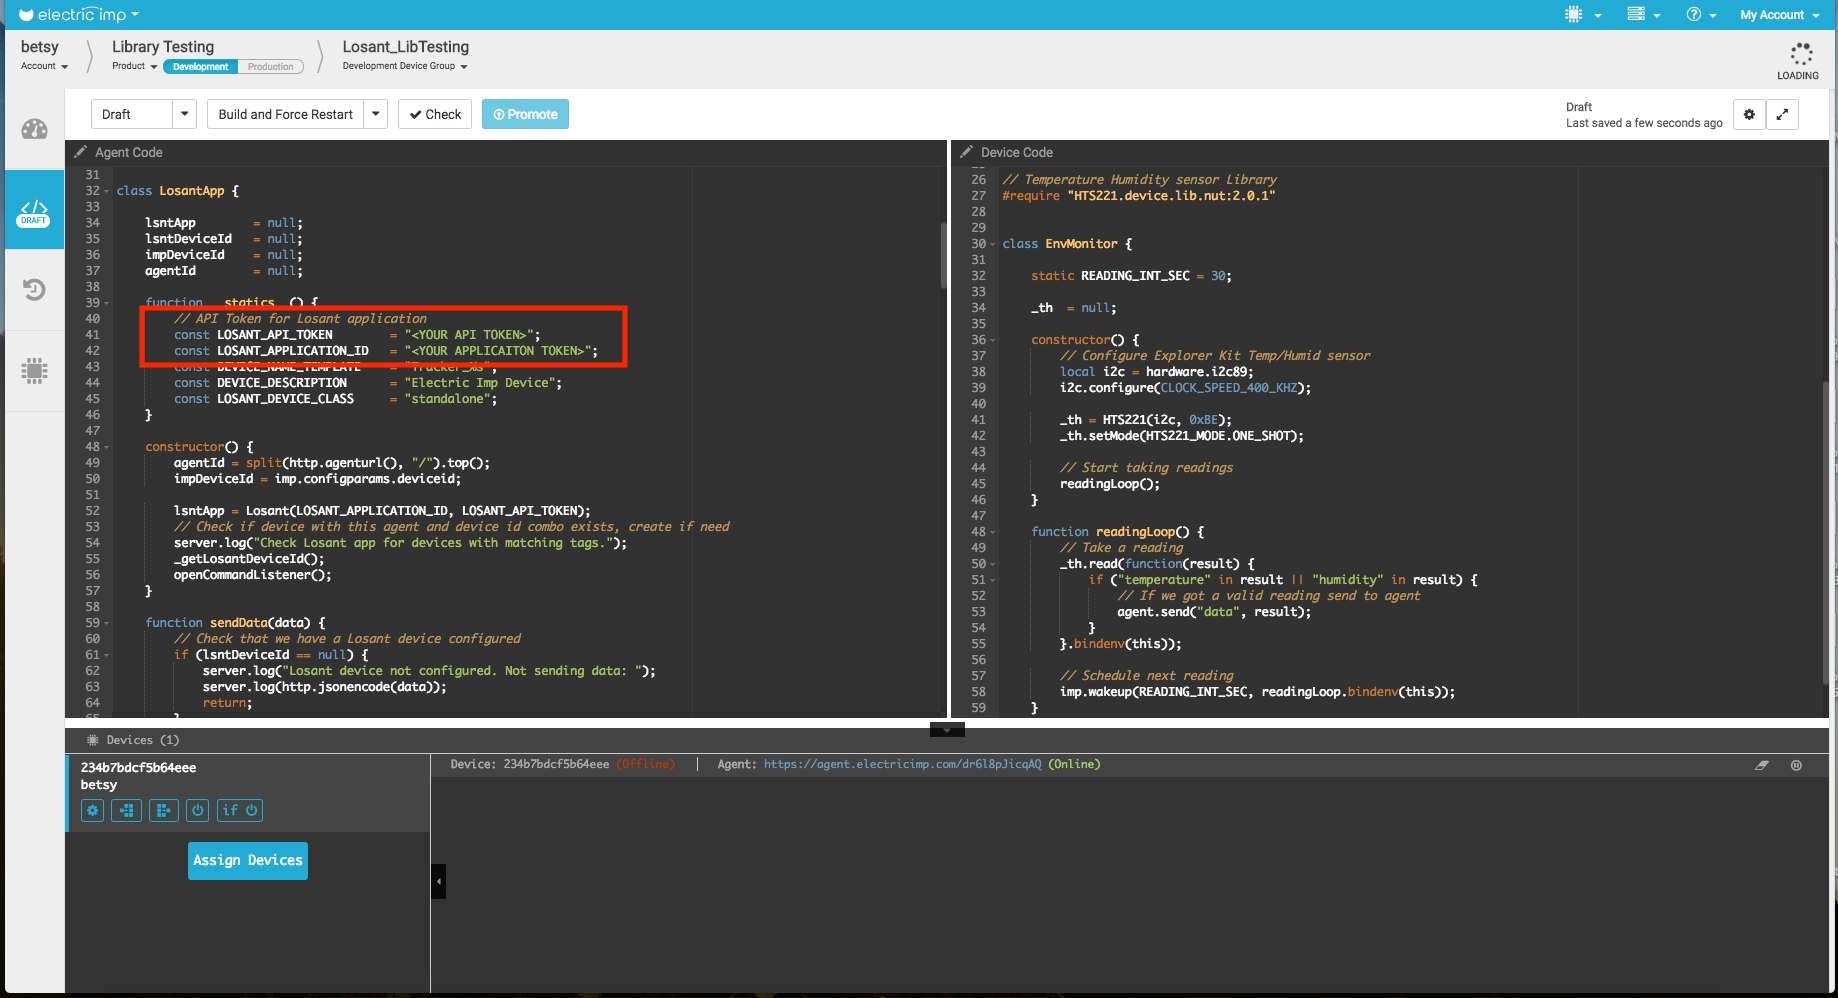 electric imp
My Account
betsy
Account
Library Testing
Product
Development
Production
Losant_LibTesting
Development Device Group
LOADING
Draft
Build and Force Restart
Check
Promote
Draft
Last saved a few seconds ago
DRAFT
Agent Code
31
32 class LosantApp {
33
34 lsntApp = null;
35 lsntDeviceId = null;
36 impDeviceId = null;
37 agentId = null;
38
39 function __statics__() {
40 // API Token for Losant application
41 const LOSANT_API_TOKEN = "<YOUR API TOKEN>";
42 const LOSANT_APPLICATION_ID = "<YOUR APPLICAITON TOKEN>";
43 const DEVICE_NAME_TEMPLATE = "Tracker_%s";
44 const DEVICE_DESCRIPTION = "Electric Imp Device";
45 const LOSANT_DEVICE_CLASS = "standalone";
46 }
47
48 constructor() {
49 agentId = split(http.agenturl(), "/").top();
50 impDeviceId = imp.configparams.deviceid;
51
52 lsntApp = Losant(LOSANT_APPLICATION_ID, LOSANT_API_TOKEN);
53 // Check if device with this agent and device id combo exists, create if need
54 server.log("Check Losant app for devices with matching tags.");
55 _getLosantDeviceId();
56 openCommandListener();
57 }
58
59 function sendData(data) {
60 // Check that we have a Losant device configured
61 if (lsntDeviceId == null) {
62 server.log("Losant device not configured. Not sending data: ");
63 server.log(http.jsonencode(data));
64 return;
65 }
Device Code
26 // Temperature Humidity sensor Library
27 #require "HTS221.device.lib.nut:2.0.1"
28
29
30 class EnvMonitor {
31
32 static READING_INT_SEC = 30;
33
34 _th = null;
35
36 constructor() {
37 // Configure Explorer Kit Temp/Humid sensor
38 local i2c = hardware.i2c89;
39 i2c.configure(CLOCK_SPEED_400_KHZ);
40
41 _th = HTS221(i2c, 0xBE);
42 _th.setMode(HTS221_MODE.ONE_SHOT);
43
44 // Start taking readings
45 readingLoop();
46 }
47
48 function readingLoop() {
49 // Take a reading
50 _th.read(function(result) {
51 if ("temperature" in result || "humidity" in result) {
52 // If we got a valid reading send to agent
53 agent.send("data", result);
54 }
55 }.bindenv(this));
56
57 // Schedule next reading
58 imp.wakeup(READING_INT_SEC, readingLoop.bindenv(this));
59 }
Devices (1)
234b7bdcf5b64eee
betsy
if
Assign Devices
Device: 234b7bdcf5b64eee (Offline) | Agent: https://agent.electricimp.com/dr6l8pJicqAQ (Online)